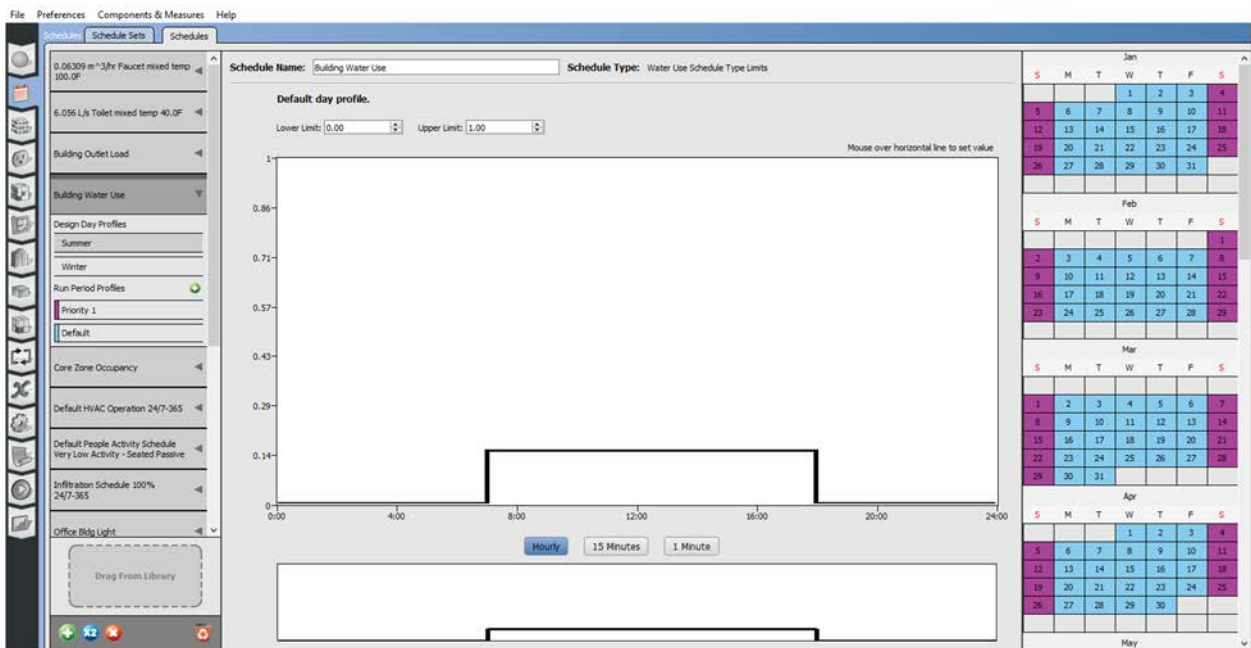 File Preferences Components & Measures Help
Schedules Schedule Sets Schedules
0.06309 m^3/hr Faucet mixed temp
100.0F
6.056 L/s Toilet mixed temp 40.0F
Building Outlet Load
Building Water Use
Design Day Profiles
Summer
Winter
Run Period Profiles
Priority 1
Default
Core Zone Occupancy
Default HVAC Operation 24/7-365
Default People Activity Schedule
Very Low Activity - Seated Passive
Infiltration Schedule 100%
24/7-365
Office Bldg Light
Drag From Library
X2
Schedule Name: Building Water Use Schedule Type: Water Use Schedule Type Limits
Default day profile.
Lower Limit: 0.00 Upper Limit: 1.00
Mouse over horizontal line to set value
1
0.86
0.71
0.57
0.43
0.29
0.14
0
0:00 4:00 8:00 12:00 16:00 20:00 24:00
Hourly 15 Minutes 1 Minute
Jan
S M T W T F S
1 2 3 4
5 6 7 8 9 10 11
12 13 14 15 16 17 18
19 20 21 22 23 24 25
26 27 28 29 30 31
Feb
S M T W T F S
1
2 3 4 5 6 7 8
9 10 11 12 13 14 15
16 17 18 19 20 21 22
23 24 25 26 27 28 29
Mar
S M T W T F S
1 2 3 4 5 6 7
8 9 10 11 12 13 14
15 16 17 18 19 20 21
22 23 24 25 26 27 28
29 30 31
Apr
S M T W T F S
1 2 3 4
5 6 7 8 9 10 11
12 13 14 15 16 17 18
19 20 21 22 23 24 25
26 27 28 29 30
May